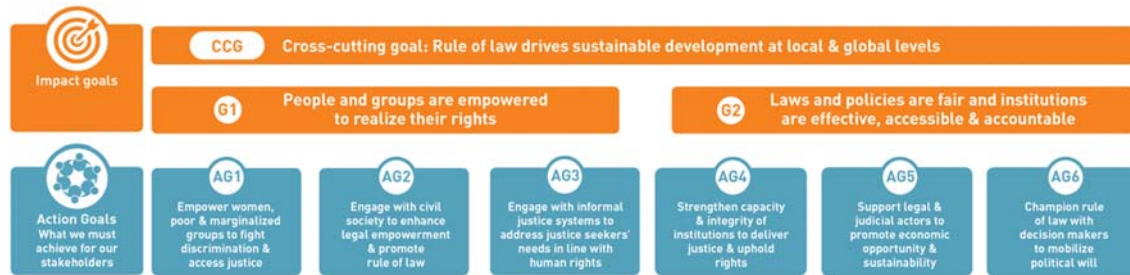 CCG Cross-cutting goal: Rule of law drives sustainable development at local & global levels
Impact goals
G1 People and groups are empowered
to realize their rights
G2 Laws and policies are fair and institutions
are effective, accessible & accountable
Action Goals
What we must
achieve for our
stakeholders
AG1
Empower women,
poor & marginalized
groups to fight
discrimination &
access justice
AG2
Engage with civil
society to enhance
legal empowerment
& promote
rule of law
AG3
Engage with informal
justice systems to
address justice seekers'
needs in line with
human rights
AG4
Strengthen capacity
& integrity of
institutions to deliver
justice & uphold
rights
AG5
Support legal &
judicial actors to
promote economic
opportunity &
sustainability
AG6
Champion rule
of law with
decision makers
to mobilize
political will